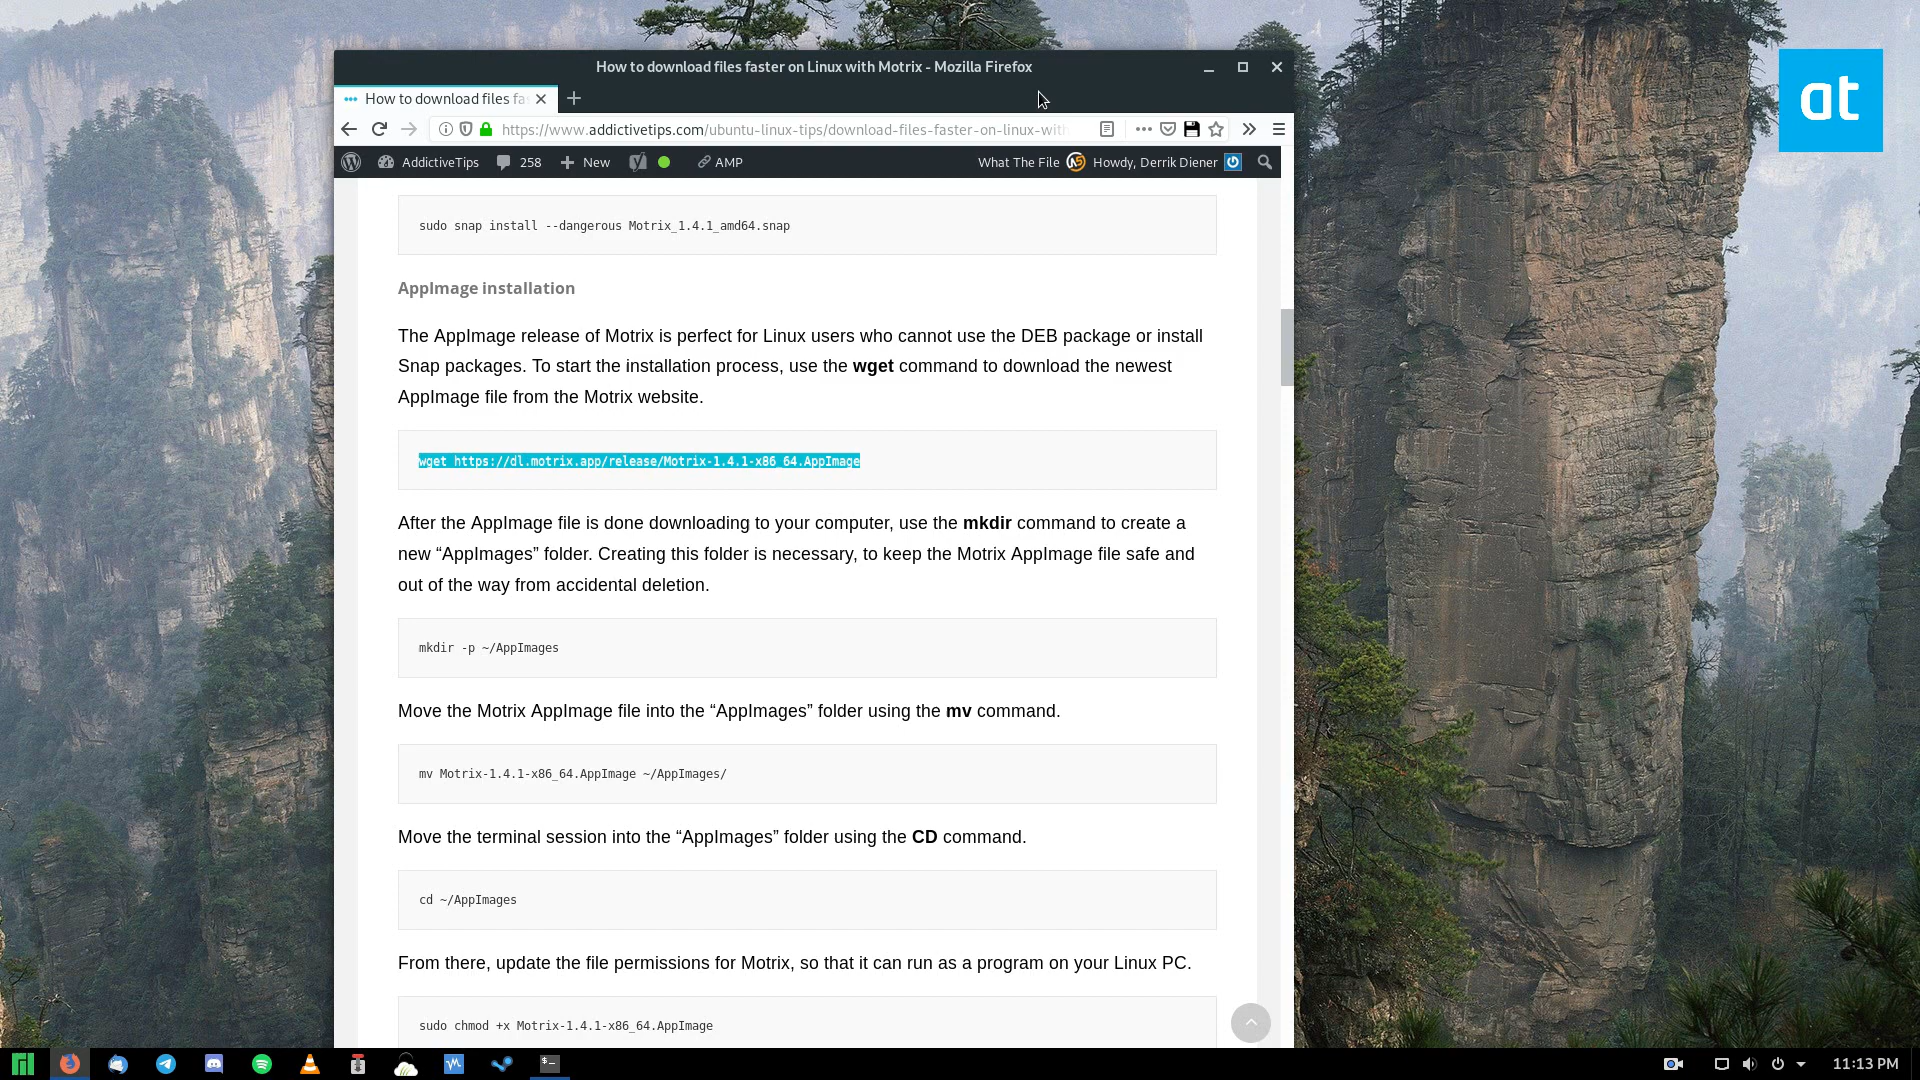 How to download files faster on Linux with Motrix - Mozilla Firefox
at
How to download files fa
https://www.addictivetips.com/ubuntu-linux-tips/download-files-faster-on-linux-with
AddictiveTips 258 New AMP What The File Howdy, Derrik Diener
sudo snap install --dangerous Motrix_1.4.1_amd64.snap
AppImage installation
The AppImage release of Motrix is perfect for Linux users who cannot use the DEB package or install
Snap packages. To start the installation process, use the wget command to download the newest
AppImage file from the Motrix website.
wget https://dl.motrix.app/release/Motrix-1.4.1-x86_64.AppImage
After the AppImage file is done downloading to your computer, use the mkdir command to create a
new “AppImages” folder. Creating this folder is necessary, to keep the Motrix AppImage file safe and
out of the way from accidental deletion.
mkdir -p ~/AppImages
Move the Motrix AppImage file into the “AppImages” folder using the mv command.
mv Motrix-1.4.1-x86_64.AppImage ~/AppImages/
Move the terminal session into the “AppImages” folder using the CD command.
cd ~/AppImages
From there, update the file permissions for Motrix, so that it can run as a program on your Linux PC.
sudo chmod +x Motrix-1.4.1-x86_64.AppImage
11:13 PM